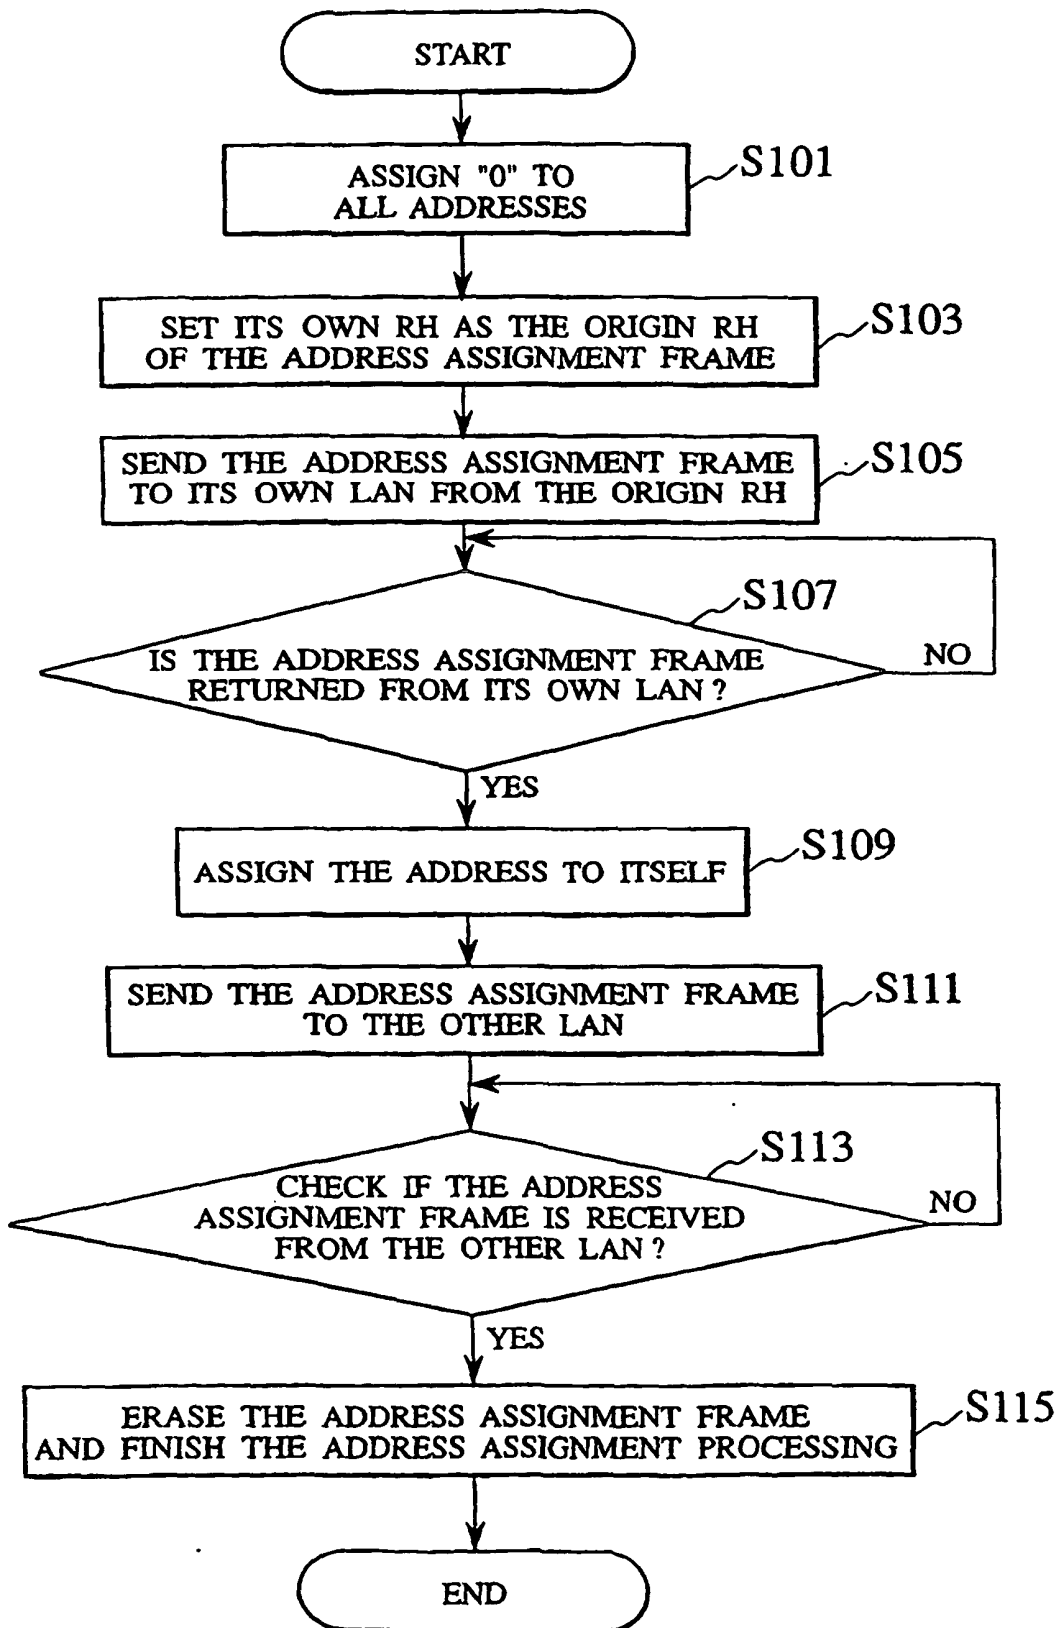 START
ASSIGN "0" TO
ALL ADDRESSES
S101
SET ITS OWN RH AS THE ORIGIN RH
OF THE ADDRESS ASSIGNMENT FRAME
S103
SEND THE ADDRESS ASSIGNMENT FRAME
TO ITS OWN LAN FROM THE ORIGIN RH
S105
S107
IS THE ADDRESS ASSIGNMENT FRAME
RETURNED FROM ITS OWN LAN ?
NO
YES
ASSIGN THE ADDRESS TO ITSELF
S109
SEND THE ADDRESS ASSIGNMENT FRAME
TO THE OTHER LAN
S111
S113
CHECK IF THE ADDRESS
ASSIGNMENT FRAME IS RECEIVED
FROM THE OTHER LAN ?
NO
YES
ERASE THE ADDRESS ASSIGNMENT FRAME
AND FINISH THE ADDRESS ASSIGNMENT PROCESSING
S115
END